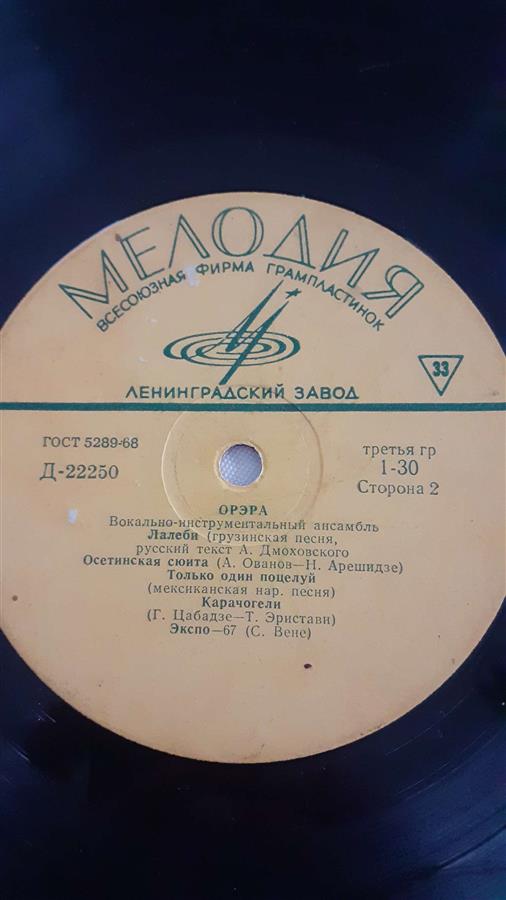 МЕЛОДИЯ
ВСЕСОЮЗНАЯ ФИРМА ГРАМПЛАСТИНОК
33
ЛЕНИНГРАДСКИЙ ЗАВОД
ГОСТ 5289-68
Д-22250
третья гр
1-30
Сторона 2
ОРЭРА
Вокально-инструментальный ансамбль
Лалеби (грузинская песня,
русский текст А. Дмоховского
Осетинская сюита (А. Ованов—Н. Арешидзе)
Только один поцелуй
(мексиканская нар. песня)
Карачогели
(Г. Цабадзе—Т. Эристави)
Экспо—67 (С. Вене)